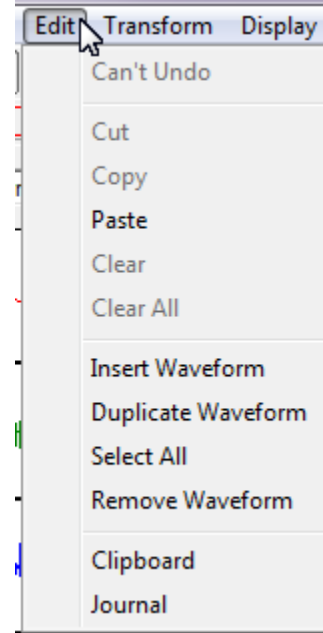 Edit Transform Display
Can't Undo
Cut
Copy
Paste
Clear
Clear All
Insert Waveform
Duplicate Waveform
Select All
Remove Waveform
Clipboard
Journal